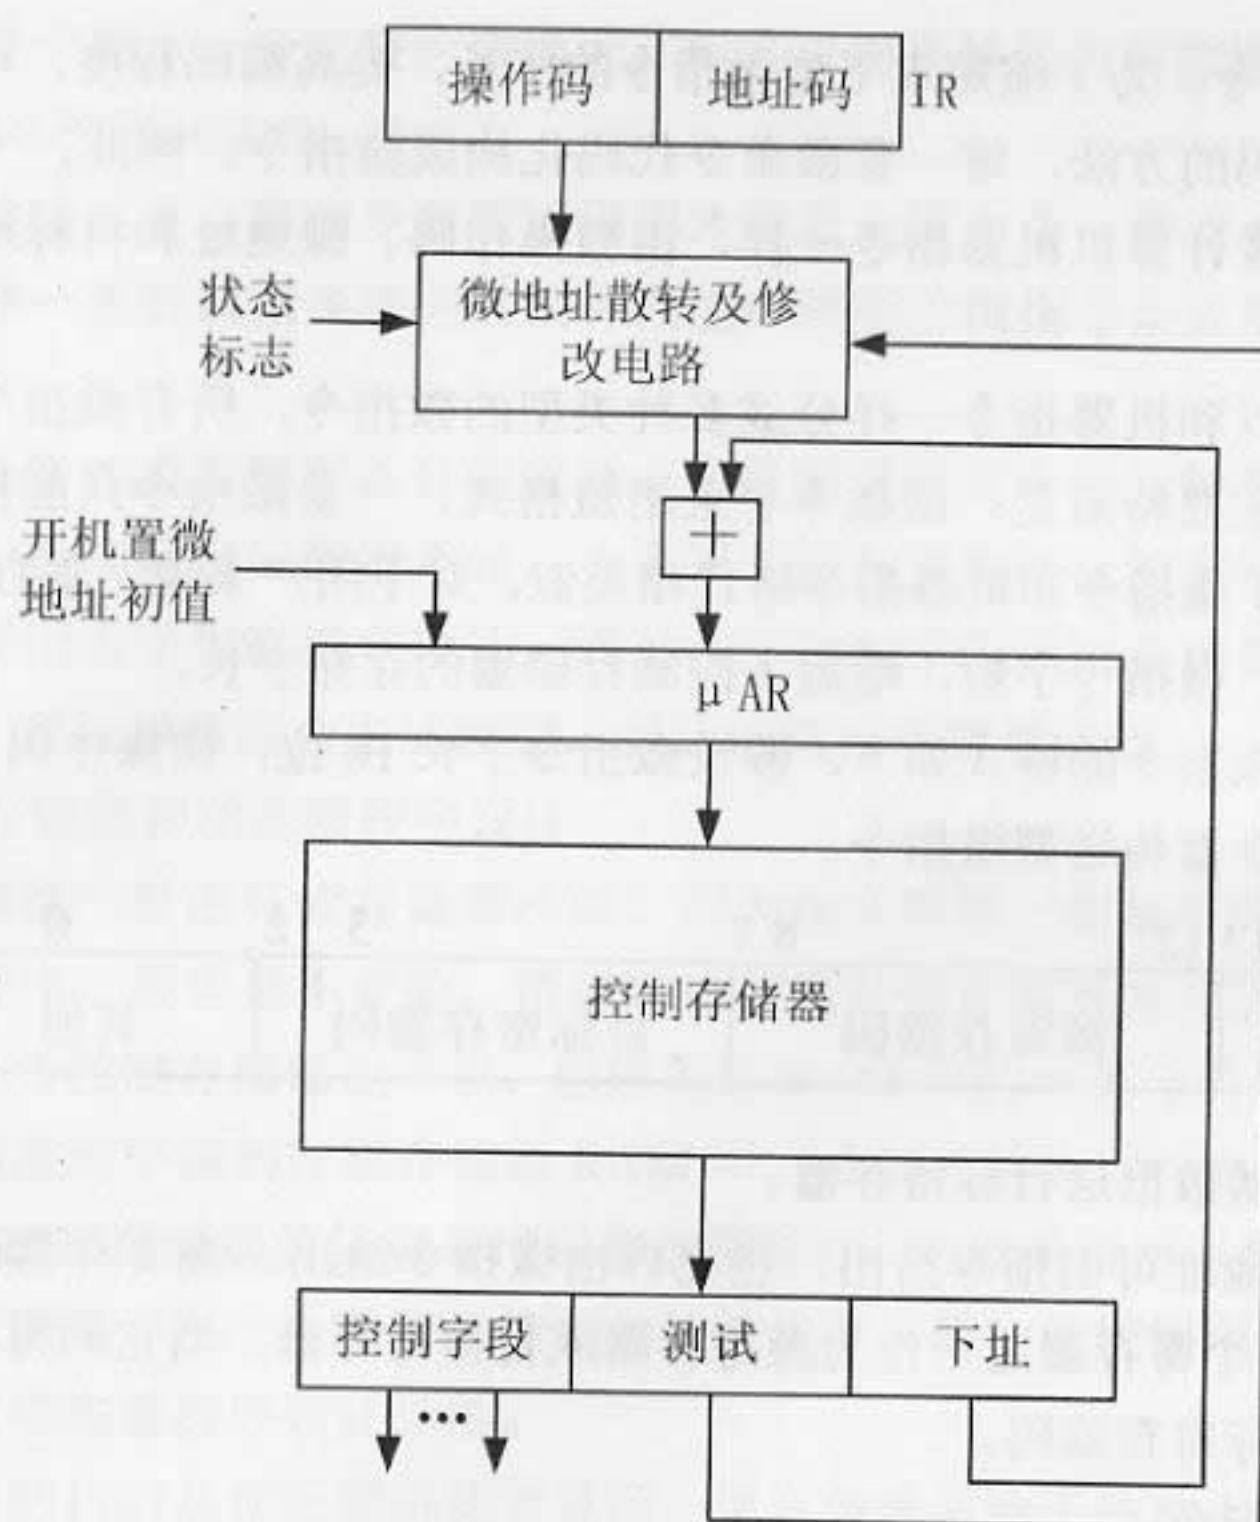 操作码 地址码 IR
状态
标志
微地址散转及修
改电路
+
开机置微
地址初值
μAR
控制存储器
控制字段 测试 下址
...